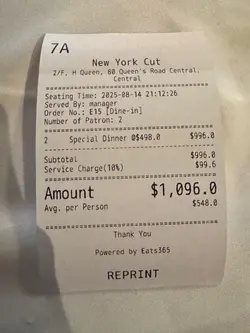 7A
New York Cut
2/F, H Queen, 80 Queen's Road Central,
Central
Seating Time: 2025-08-14 21:12:26
Served By: manager
Order No.: E15 [Dine-in]
Number of Patron: 2
2 Special Dinner @$498.0 $996.0
Subtotal $996.0
Service Charge(10%) $99.6
Amount $1,096.0
Avg. per Person $548.0
Thank You
Powered by Eats365
REPRINT